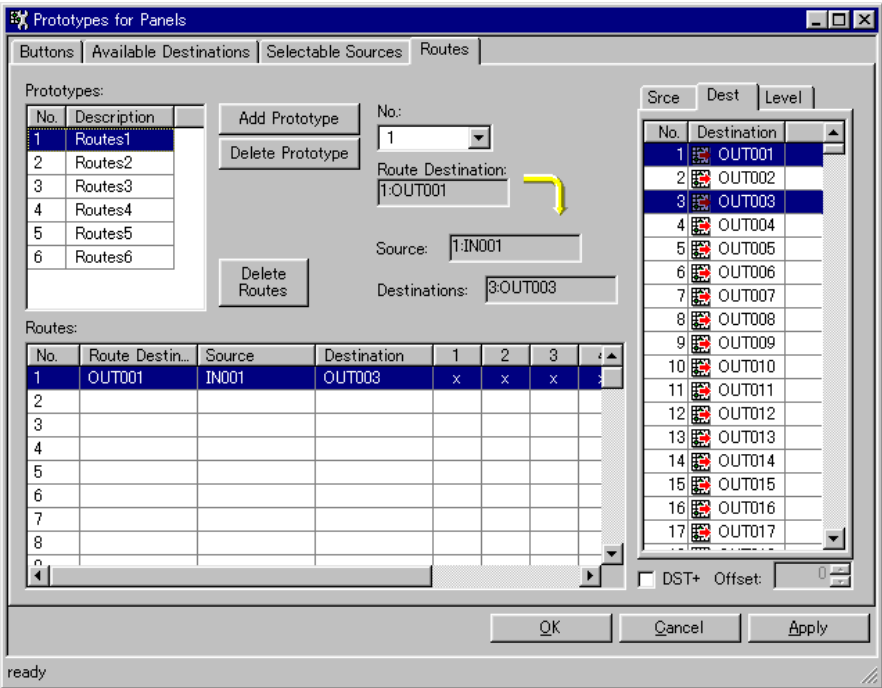 Prototypes for Panels
Buttons Available Destinations Selectable Sources Routes
Prototypes:
No. Description
1 Routes1
2 Routes2
3 Routes3
4 Routes4
5 Routes5
6 Routes6
Add Prototype
Delete Prototype
Delete
Routes
No.:
1
Route Destination:
1:OUT001
Source: 1:IN001
Destinations: 3:OUT003
Routes:
No. Route Destin... Source Destination 1 2 3
1 OUT001 IN001 OUT003 x x x
2
3
4
5
6
7
8
Srce Dest Level
No. Destination
1 OUT001
2 OUT002
3 OUT003
4 OUT004
5 OUT005
6 OUT006
7 OUT007
8 OUT008
9 OUT009
10 OUT010
11 OUT011
12 OUT012
13 OUT013
14 OUT014
15 OUT015
16 OUT016
17 OUT017
DST+ Offset: 0
OK Cancel Apply
ready